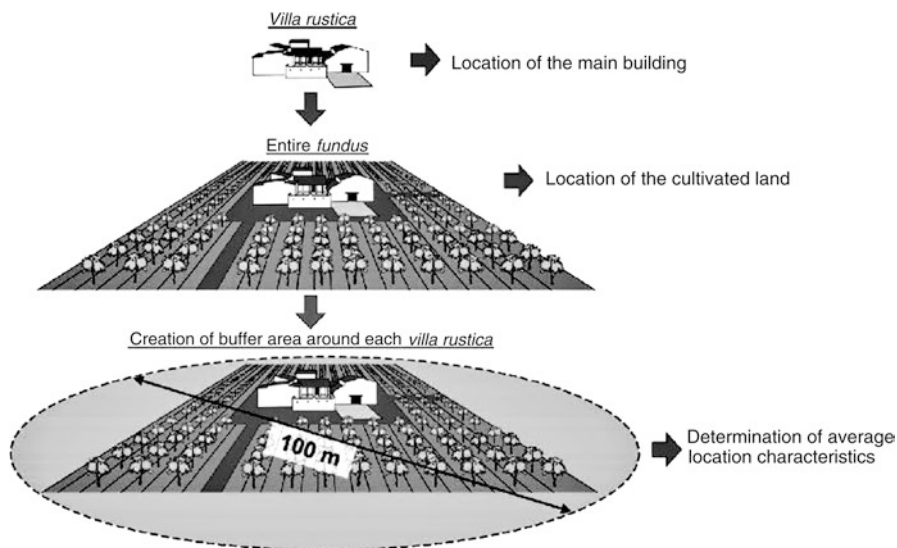 Villa rustica
Location of the main building
Entire fundus
Location of the cultivated land
Creation of buffer area around each villa rustica
100 m
Determination of average
location characteristics